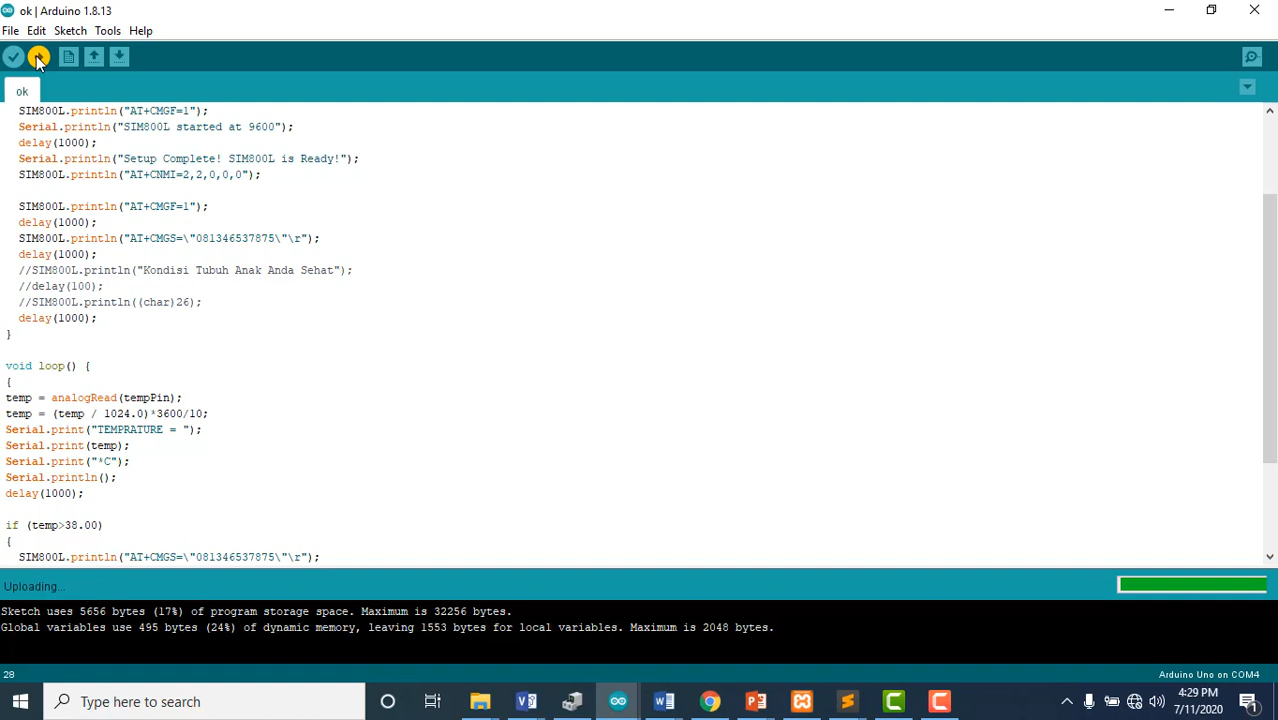 ok | Arduino 1.8.13
File Edit Sketch Tools Help
ok
SIM800L.println("AT+CMGF=1");
Serial.println("SIM800L started at 9600");
delay(1000);
Serial.println("Setup Complete! SIM800L is Ready!");
SIM800L.println("AT+CNMI=2,2,0,0,0");
SIM800L.println("AT+CMGF=1");
delay(1000);
SIM800L.println("AT+CMGS=\"081346537875\"\r");
delay(1000);
//SIM800L.println("Kondisi Tubuh Anak Anda Sehat");
//delay(100);
//SIM800L.println((char)26);
delay(1000);
}
void loop() {
{
temp = analogRead(tempPin);
temp = (temp / 1024.0)*3600/10;
Serial.print("TEMPRATURE = ");
Serial.print(temp);
Serial.print("*C");
Serial.println();
delay(1000);
if (temp>38.00)
{
SIM800L.println("AT+CMGS=\"081346537875\"\r");
Uploading...
Sketch uses 5656 bytes (17%) of program storage space. Maximum is 32256 bytes.
Global variables use 495 bytes (24%) of dynamic memory, leaving 1553 bytes for local variables. Maximum is 2048 bytes.
28
Arduino Uno on COM4
Type here to search
4:29 PM
7/11/2020